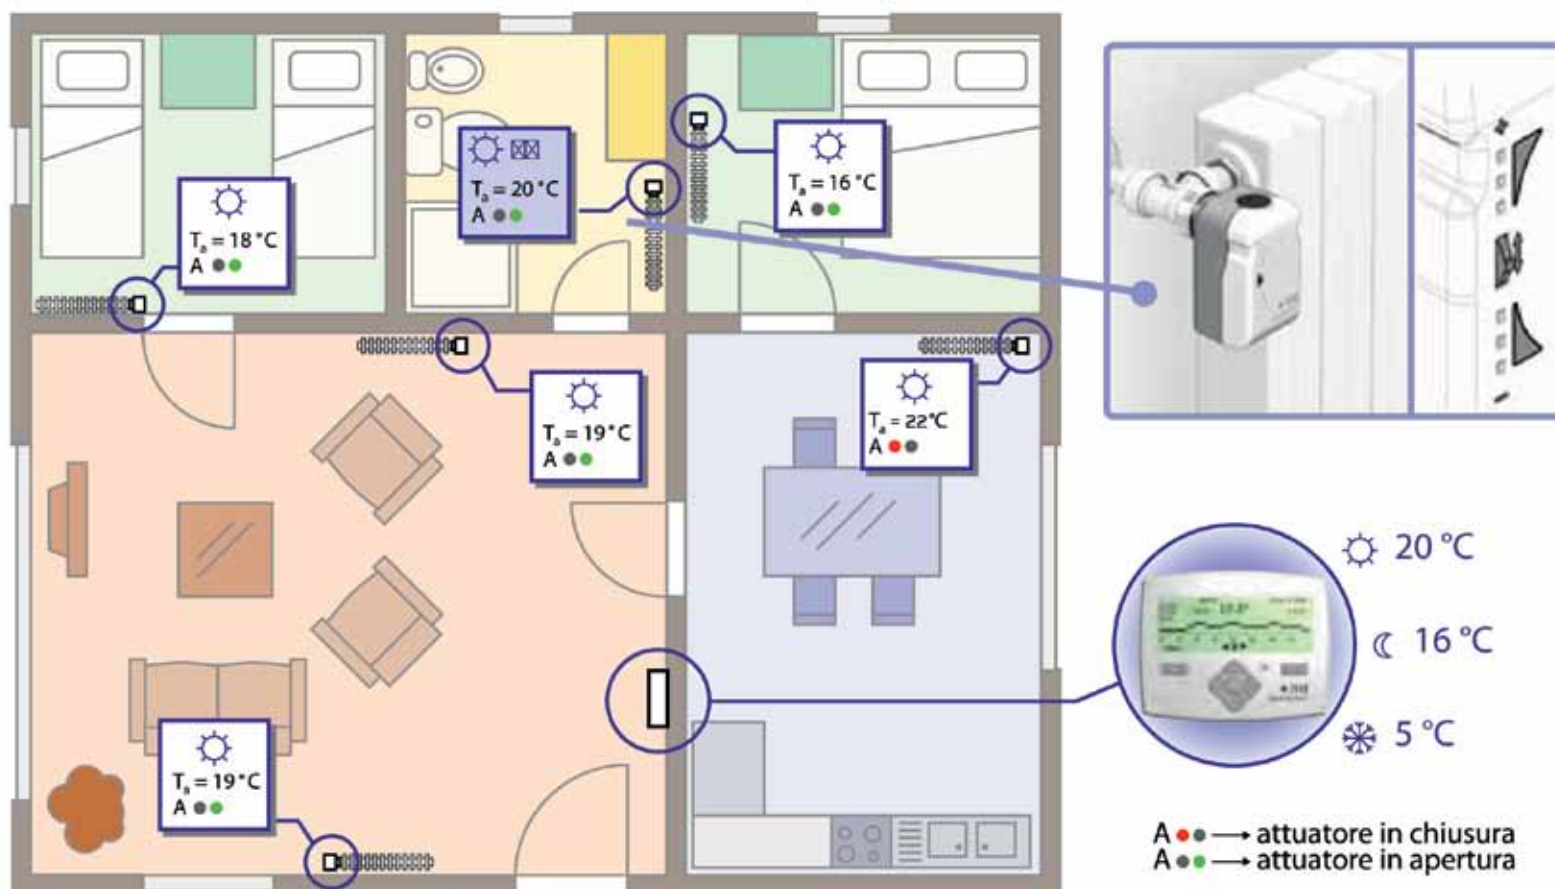 Tₐ = 20 °C
A
Tₐ = 16 °C
A
Tₐ = 18 °C
A
Tₐ = 19 °C
A
Tₐ = 22 °C
A
Tₐ = 19 °C
A
20 °C
16 °C
5 °C
A → attuatore in chiusura
A → attuatore in apertura